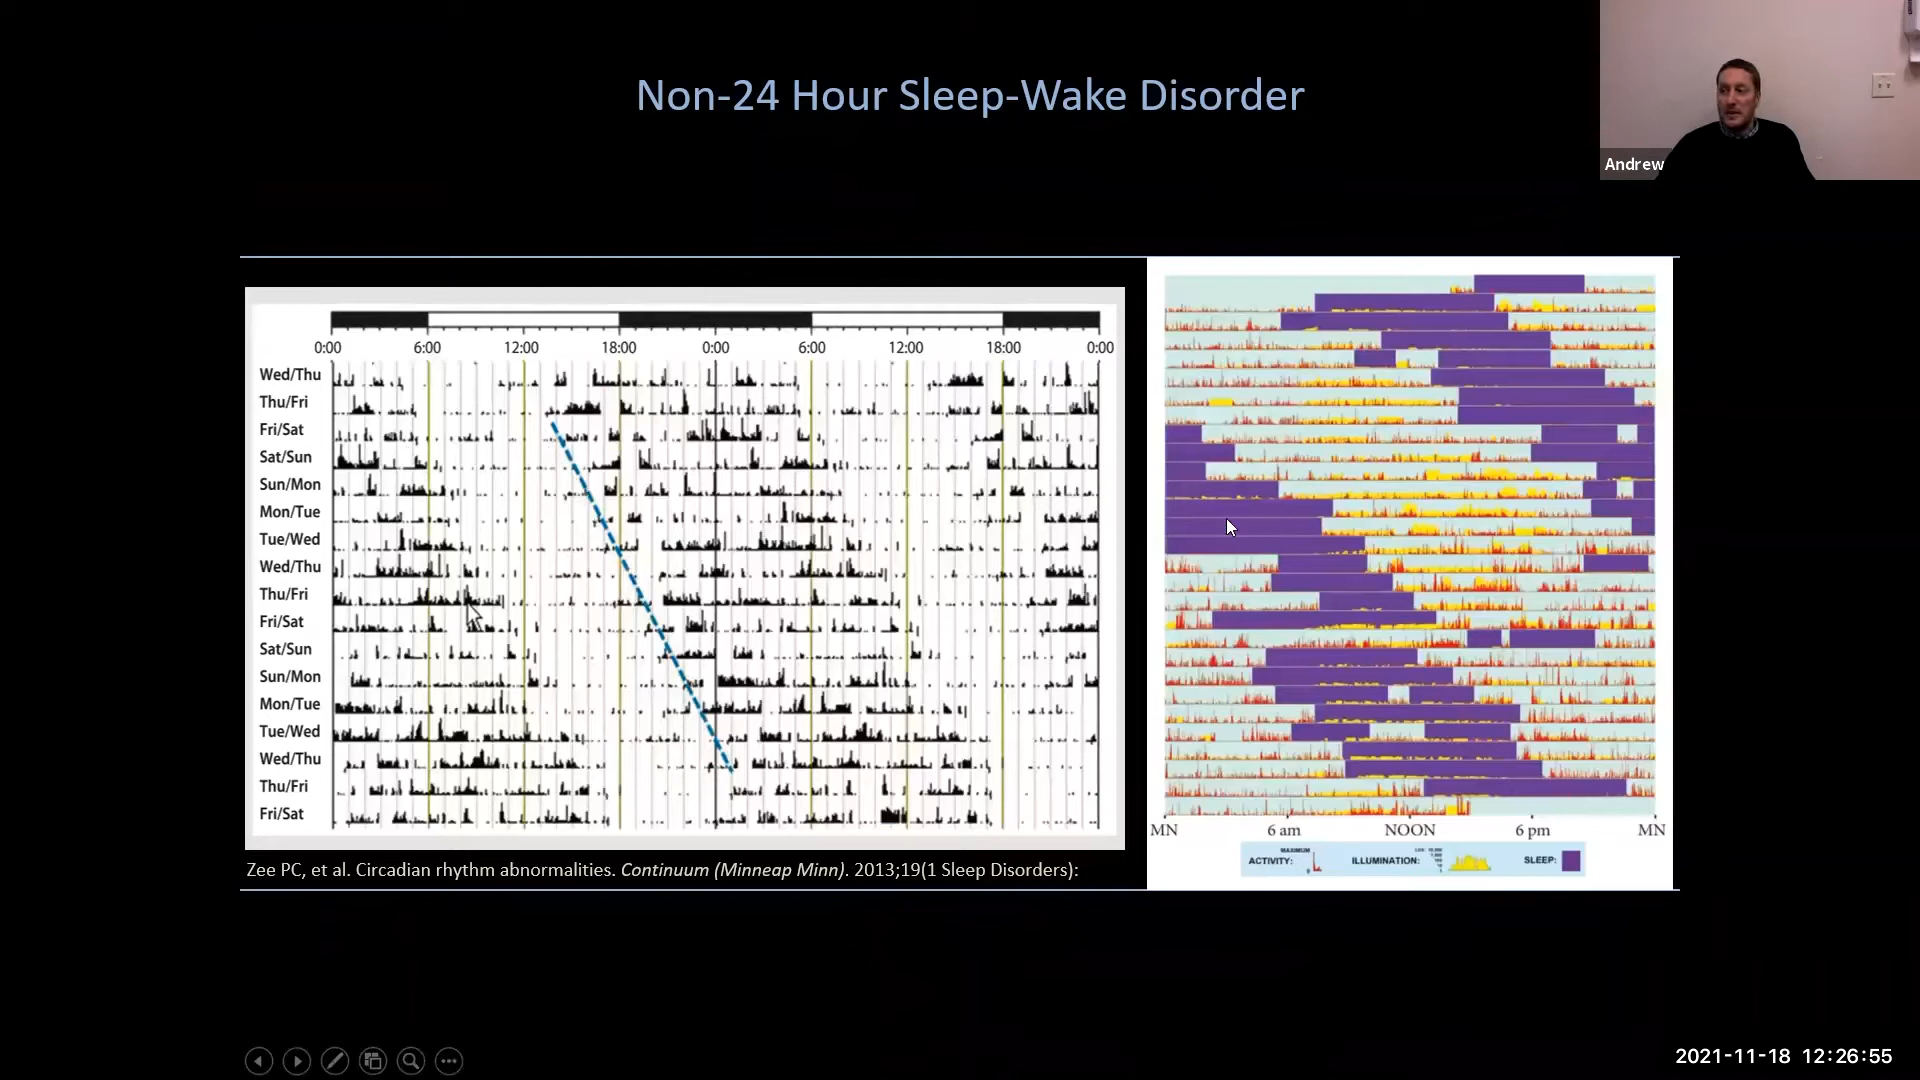 Non-24 Hour Sleep-Wake Disorder
Andrew
0:00 6:00 12:00 18:00 0:00 6:00 12:00 18:00 0:00
Wed/Thu
Thu/Fri
Fri/Sat
Sat/Sun
Sun/Mon
Mon/Tue
Tue/Wed
Wed/Thu
Thu/Fri
Fri/Sat
Sat/Sun
Sun/Mon
Mon/Tue
Tue/Wed
Wed/Thu
Thu/Fri
Fri/Sat
Zee PC, et al. Circadian rhythm abnormalities. Continuum (Minneap Minn). 2013;19(1 Sleep Disorders):
MN 6 am NOON 6 pm MN
MAXIMUM
ACTIVITY: 0 ILLUMINATION: SLEEP:
2021-11-18 12:26:55